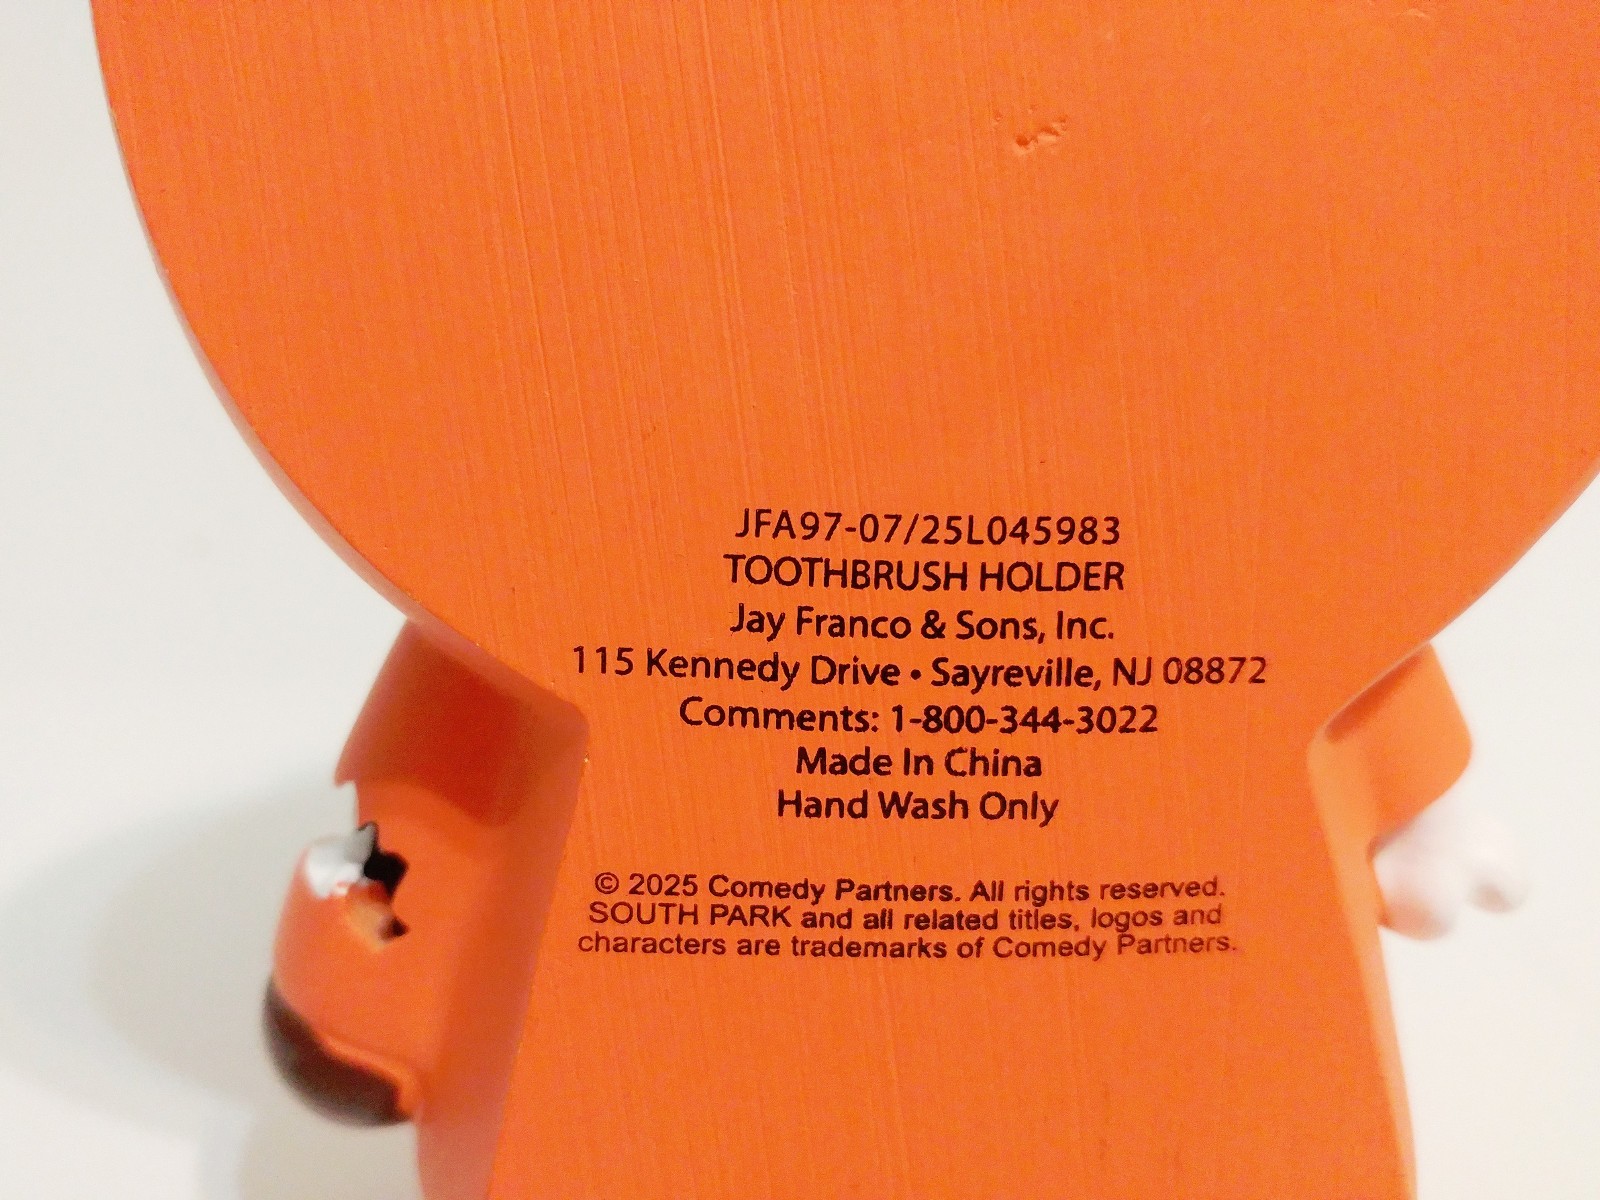 JFA97-07/25L045983
TOOTHBRUSH HOLDER
Jay Franco & Sons, Inc.
115 Kennedy Drive • Sayreville, NJ 08872
Comments: 1-800-344-3022
Made In China
Hand Wash Only
© 2025 Comedy Partners. All rights reserved.
SOUTH PARK and all related titles, logos and
characters are trademarks of Comedy Partners.